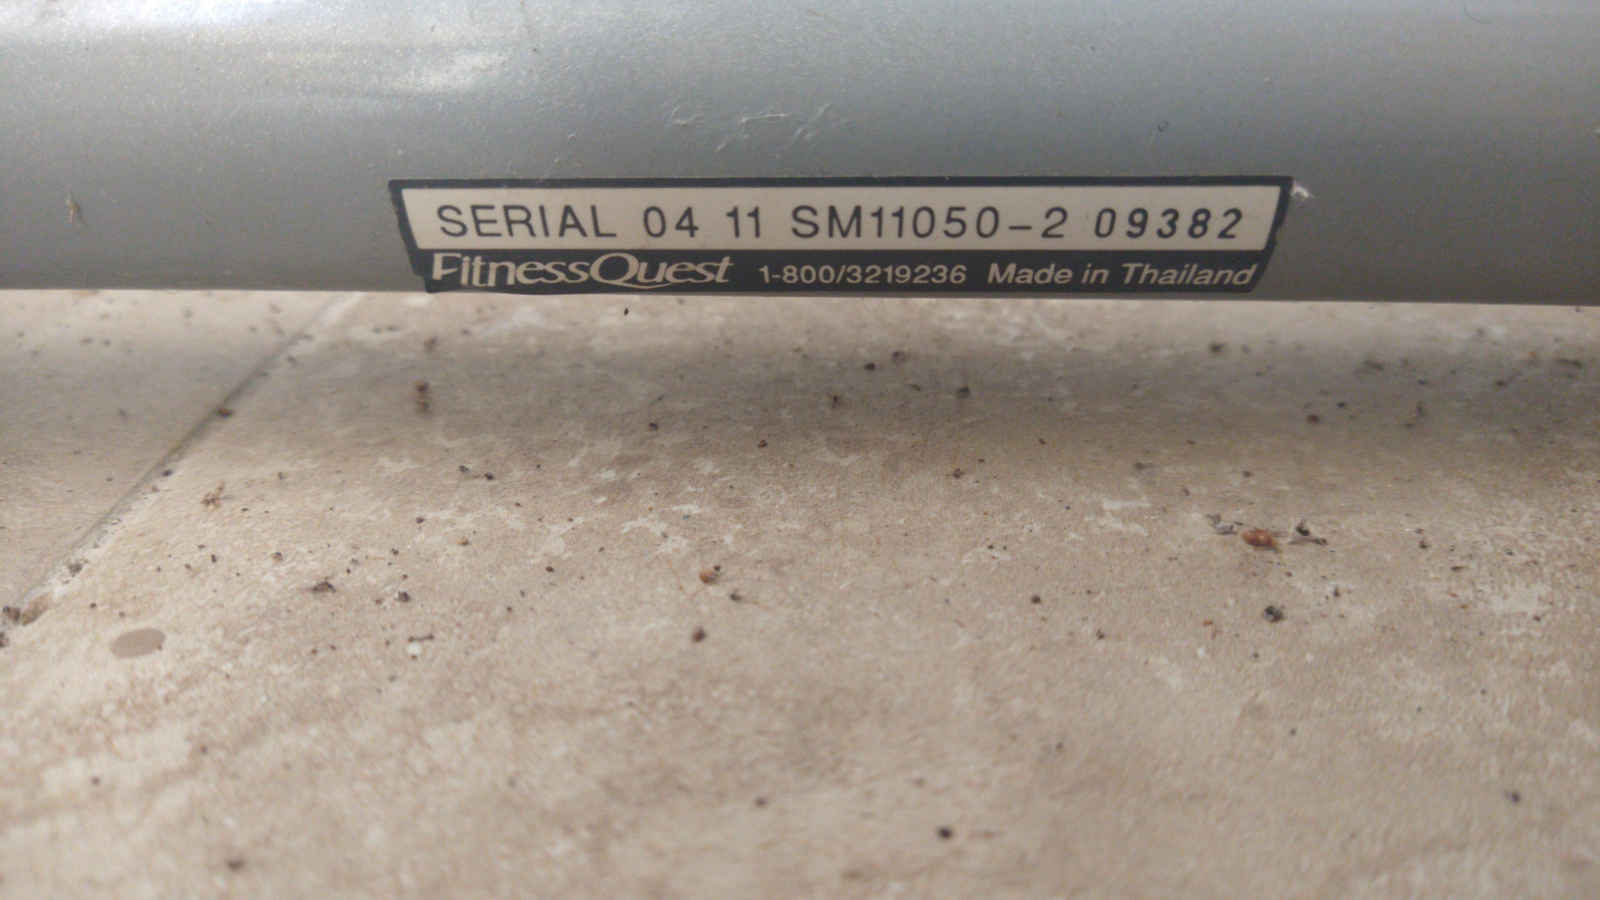 SERIAL 04 11 SM11050-2 09382
FitnessQuest 1-800/3219236 Made in Thailand